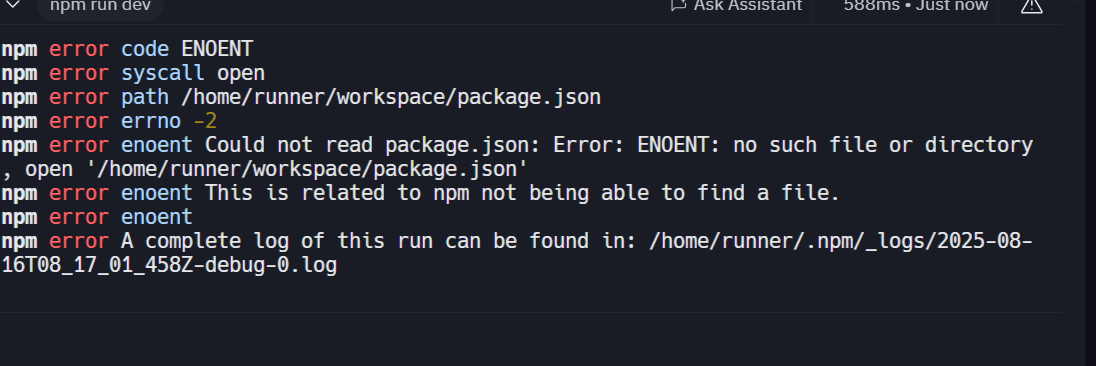 npm run dev
Ask Assistant
588ms • Just now
npm error code ENOENT
npm error syscall open
npm error path /home/runner/workspace/package.json
npm error errno -2
npm error enoent Could not read package.json: Error: ENOENT: no such file or directory
, open '/home/runner/workspace/package.json'
npm error enoent This is related to npm not being able to find a file.
npm error enoent
npm error A complete log of this run can be found in: /home/runner/.npm/_logs/2025-08-
16T08_17_01_458Z-debug-0.log